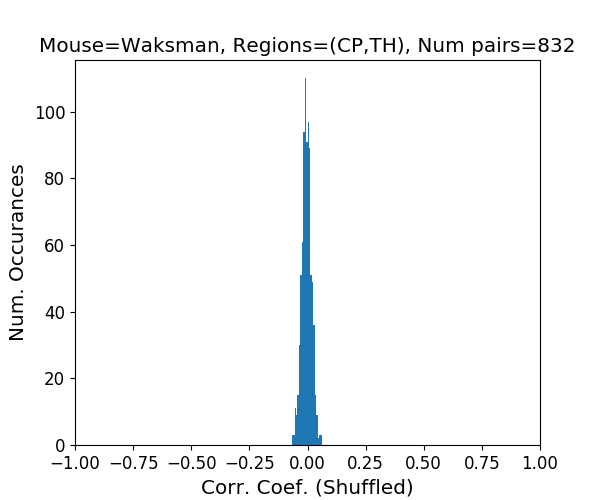 Mouse=Waksman, Regions=(CP,TH), Num pairs=832
100
80
60
40
20
0
Num. Occurances
−1.00 −0.75 −0.50 −0.25 0.00 0.25 0.50 0.75 1.00
Corr. Coef. (Shuffled)